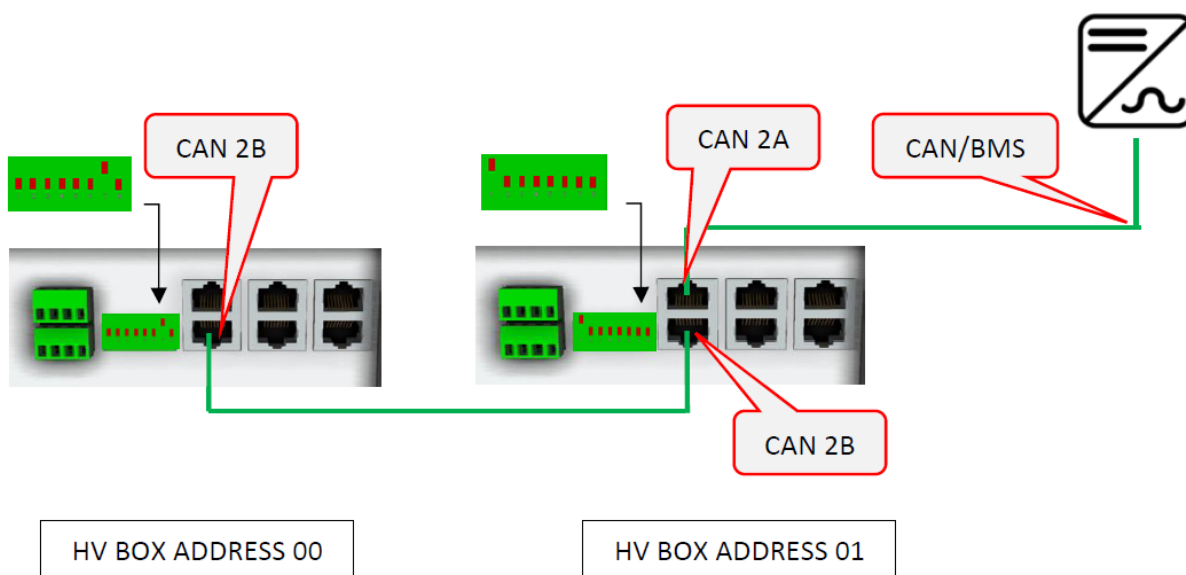 CAN 2B
CAN 2A
CAN/BMS
CAN 2B
HV BOX ADDRESS 00
HV BOX ADDRESS 01